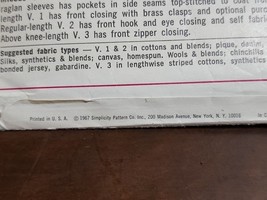 raglan sleeves has pockets in side seams top-stitched to coat
length V. 1 has front closing with brass clasps and optional
Regular-length V. 2 has front hook and eye closing and self
Above knee-length V. 3 has front zipper closing.
Suggested fabric types — V. 1 & 2 in cottons and blends; pique, denim,
Silks, synthetics & blends; canvas, homespun. Wools & blends; chinchilla
bonded jersey, gabardine. V. 3 in lengthwise striped cottons, synthetics
Printed in U. S. A. © 1967 Simplicity Pattern Co. Inc., 200 Madison Avenue, New York, N. Y. 10016